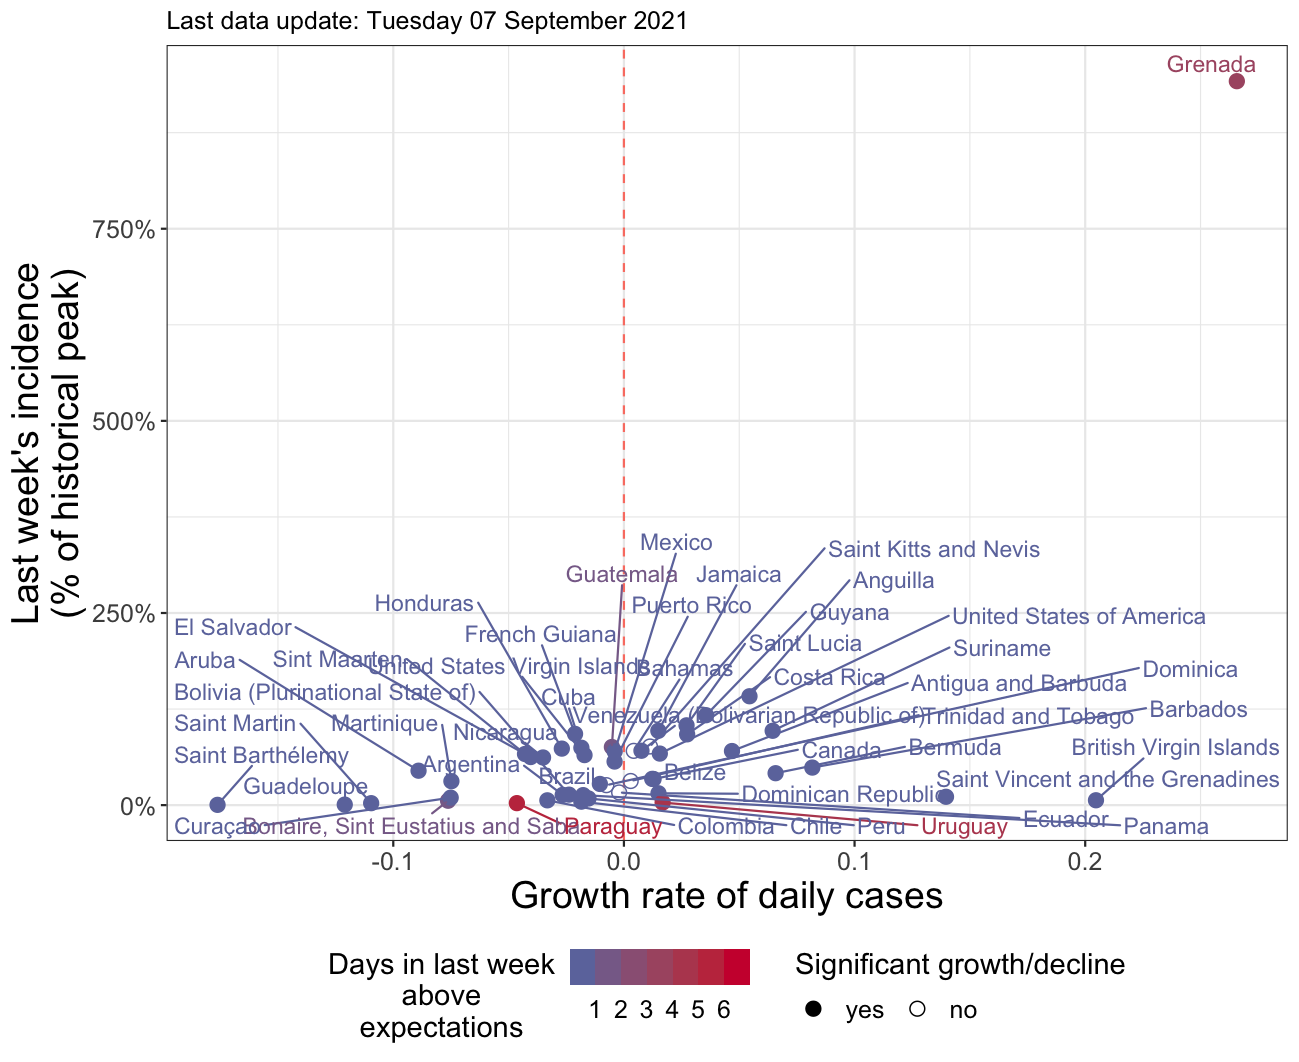 Last data update: Tuesday 07 September 2021
Grenada
Last week's incidence
(% of historical peak)
750%
500%
250%
0%
Mexico
Saint Kitts and Nevis
Guatemala
Jamaica
Anguilla
Honduras
Puerto Rico
Guyana
United States of America
El Salvador
French Guiana
Saint Lucia
Suriname
Aruba
Sint Maarten
United States Virgin Islands
Bahamas
Dominica
Costa Rica
Antigua and Barbuda
Bolivia (Plurinational State of)
Cuba
Barbados
Venezuela (Bolivarian Republic of)
Trinidad and Tobago
Saint Martin
Martinique
Nicaragua
Canada
Bermuda
British Virgin Islands
Saint Barthélemy
Argentina
Brazil
Belize
Saint Vincent and the Grenadines
Guadeloupe
Dominican Republic
Ecuador
Curaçao
Bonaire, Sint Eustatius and Saba
Paraguay
Colombia
Chile
Peru
Uruguay
Panama
-0.1
0.0
0.1
0.2
Growth rate of daily cases
Days in last week
above
expectations
1 2 3 4 5 6
Significant growth/decline
yes
no